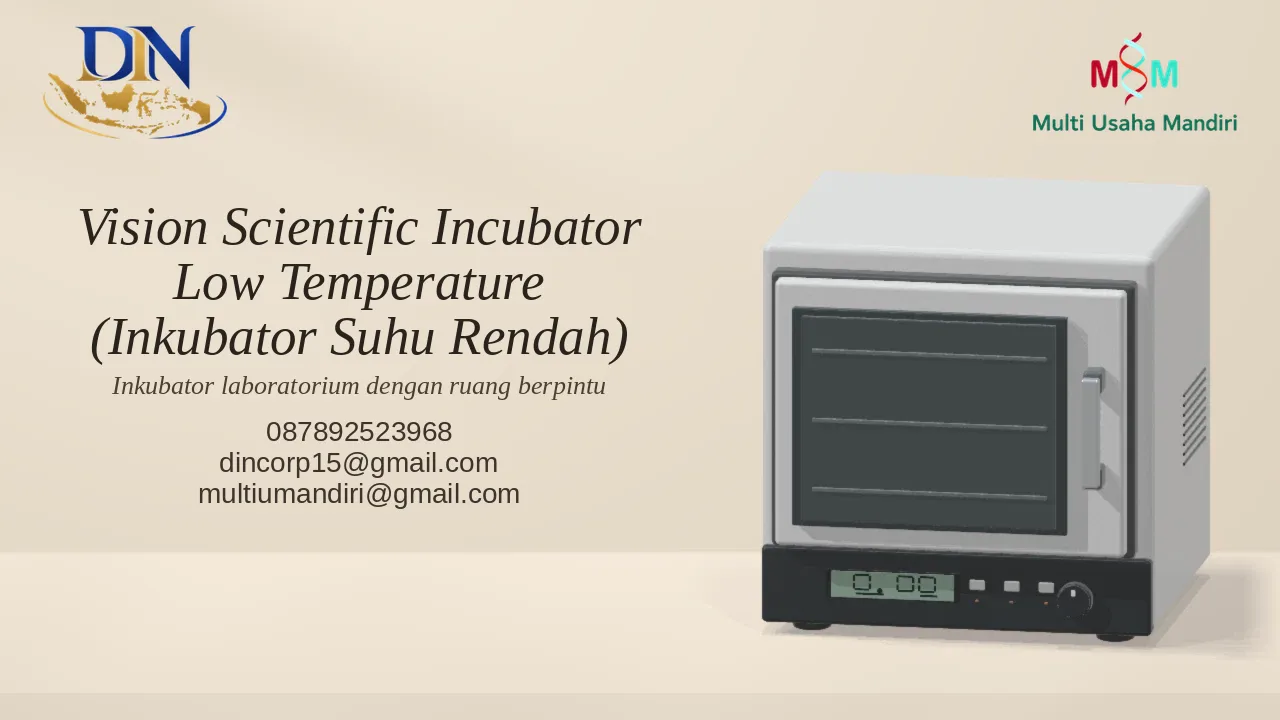 DIN
M M
Multi Usaha Mandiri
Vision Scientific Incubator
Low Temperature
(Inkubator Suhu Rendah)
Inkubator laboratorium dengan ruang berpintu
087892523968
dincorp15@gmail.com
multiumandiri@gmail.com
0.00